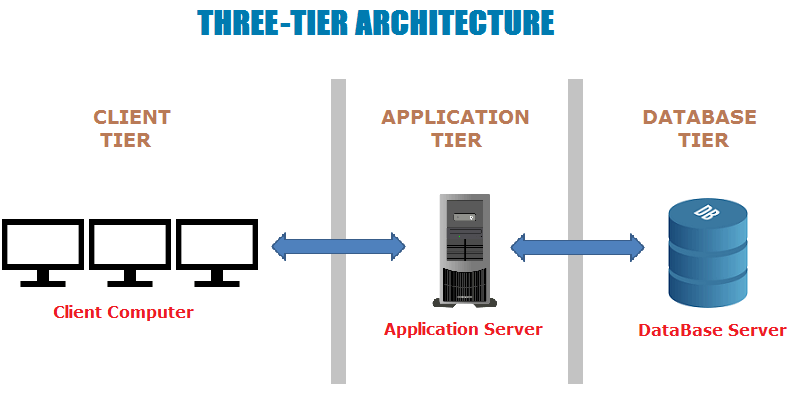 THREE-TIER ARCHITECTURE
CLIENT
TIER
APPLICATION
TIER
DATABASE
TIER
DB
Client Computer
Application Server
DataBase Server